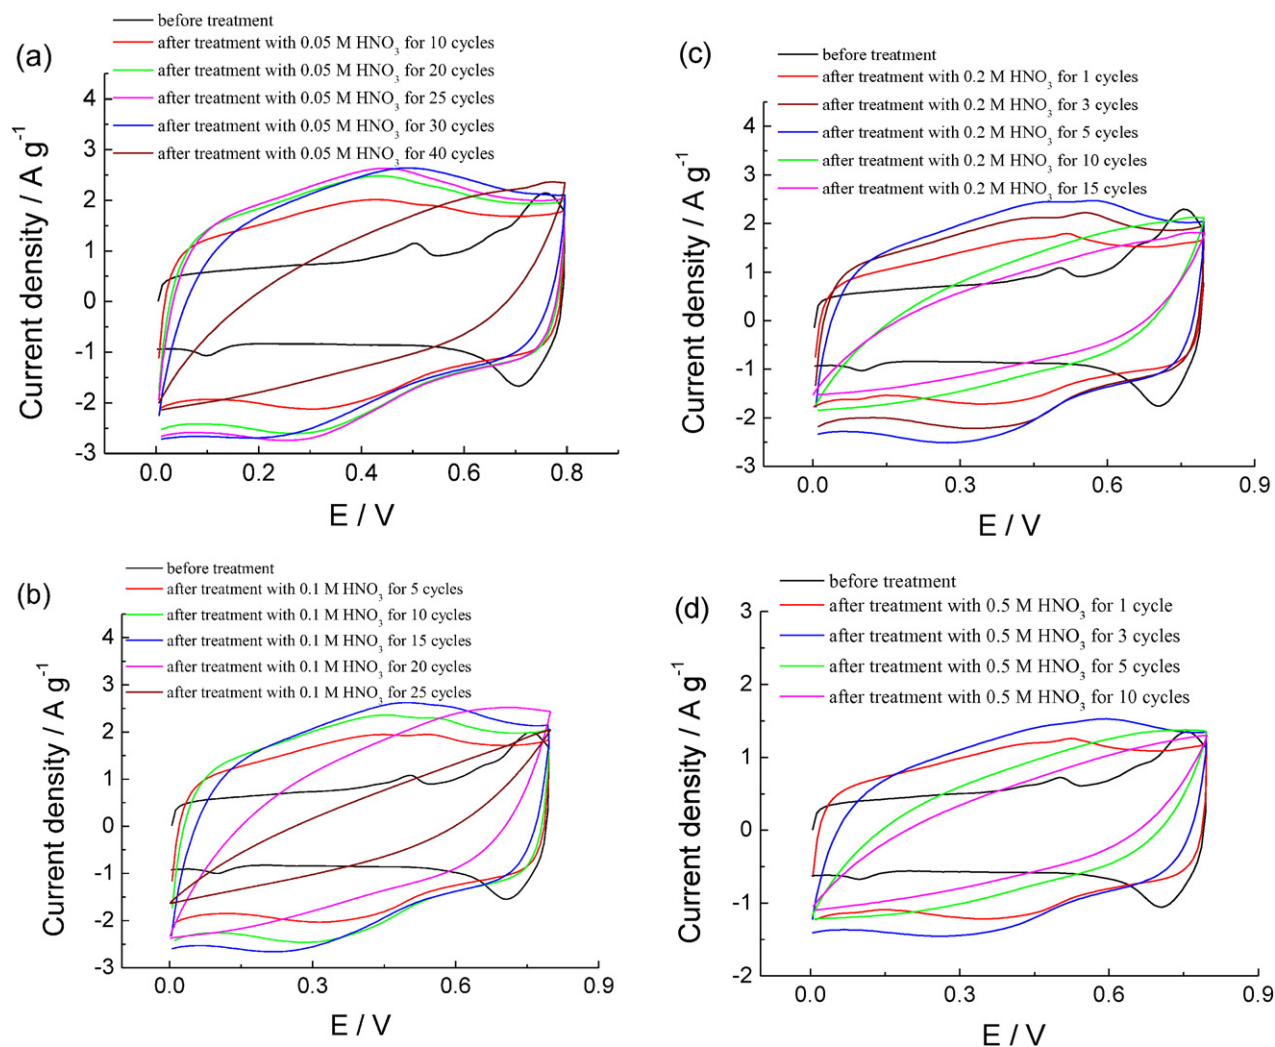 (a)
before treatment
after treatment with 0.05 M HNO3 for 10 cycles
after treatment with 0.05 M HNO3 for 20 cycles
after treatment with 0.05 M HNO3 for 25 cycles
after treatment with 0.05 M HNO3 for 30 cycles
after treatment with 0.05 M HNO3 for 40 cycles
Current density / A g-1
4
3
2
1
0
-1
-2
-3
0.0 0.2 0.4 0.6 0.8
E / V
(c)
before treatment
after treatment with 0.2 M HNO3 for 1 cycles
after treatment with 0.2 M HNO3 for 3 cycles
after treatment with 0.2 M HNO3 for 5 cycles
after treatment with 0.2 M HNO3 for 10 cycles
after treatment with 0.2 M HNO3 for 15 cycles
Current density / A g-1
4
3
2
1
0
-1
-2
-3
0.0 0.3 0.6 0.9
E / V
(b)
before treatment
after treatment with 0.1 M HNO3 for 5 cycles
after treatment with 0.1 M HNO3 for 10 cycles
after treatment with 0.1 M HNO3 for 15 cycles
after treatment with 0.1 M HNO3 for 20 cycles
after treatment with 0.1 M HNO3 for 25 cycles
Current density / A g-1
4
3
2
1
0
-1
-2
-3
0.0 0.3 0.6 0.9
E / V
(d)
before treatment
after treatment with 0.5 M HNO3 for 1 cycle
after treatment with 0.5 M HNO3 for 3 cycles
after treatment with 0.5 M HNO3 for 5 cycles
after treatment with 0.5 M HNO3 for 10 cycles
Current density / A g-1
3
2
1
0
-1
-2
0.0 0.3 0.6 0.9
E / V